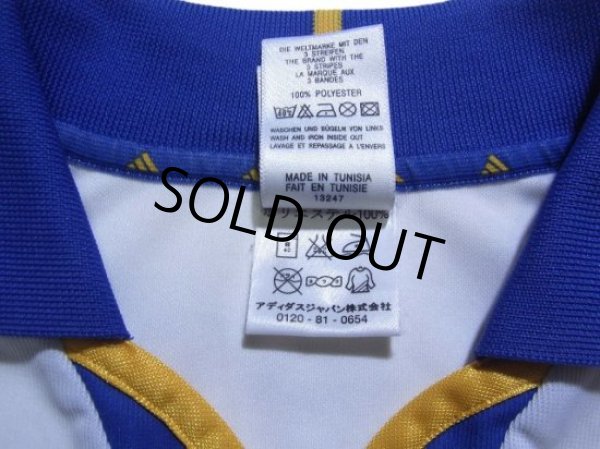 DIE WELTMARKE MIT DEN
3 STREIFEN
THE BRAND WITH THE
3 STRIPES
LA MARQUE AUX
3 BANDES
100% POLYESTER
WASCHEN UND BÜGELN VON LINKS
WASH AND IRON INSIDE OUT
LAVAGE ET REPASSAGE A L'ENVERS
MADE IN TUNISIA
FAIT EN TUNISIE
13247
リエステル100%
SOLD OUT
アディダスジャパン株式会社
0120-81-0654